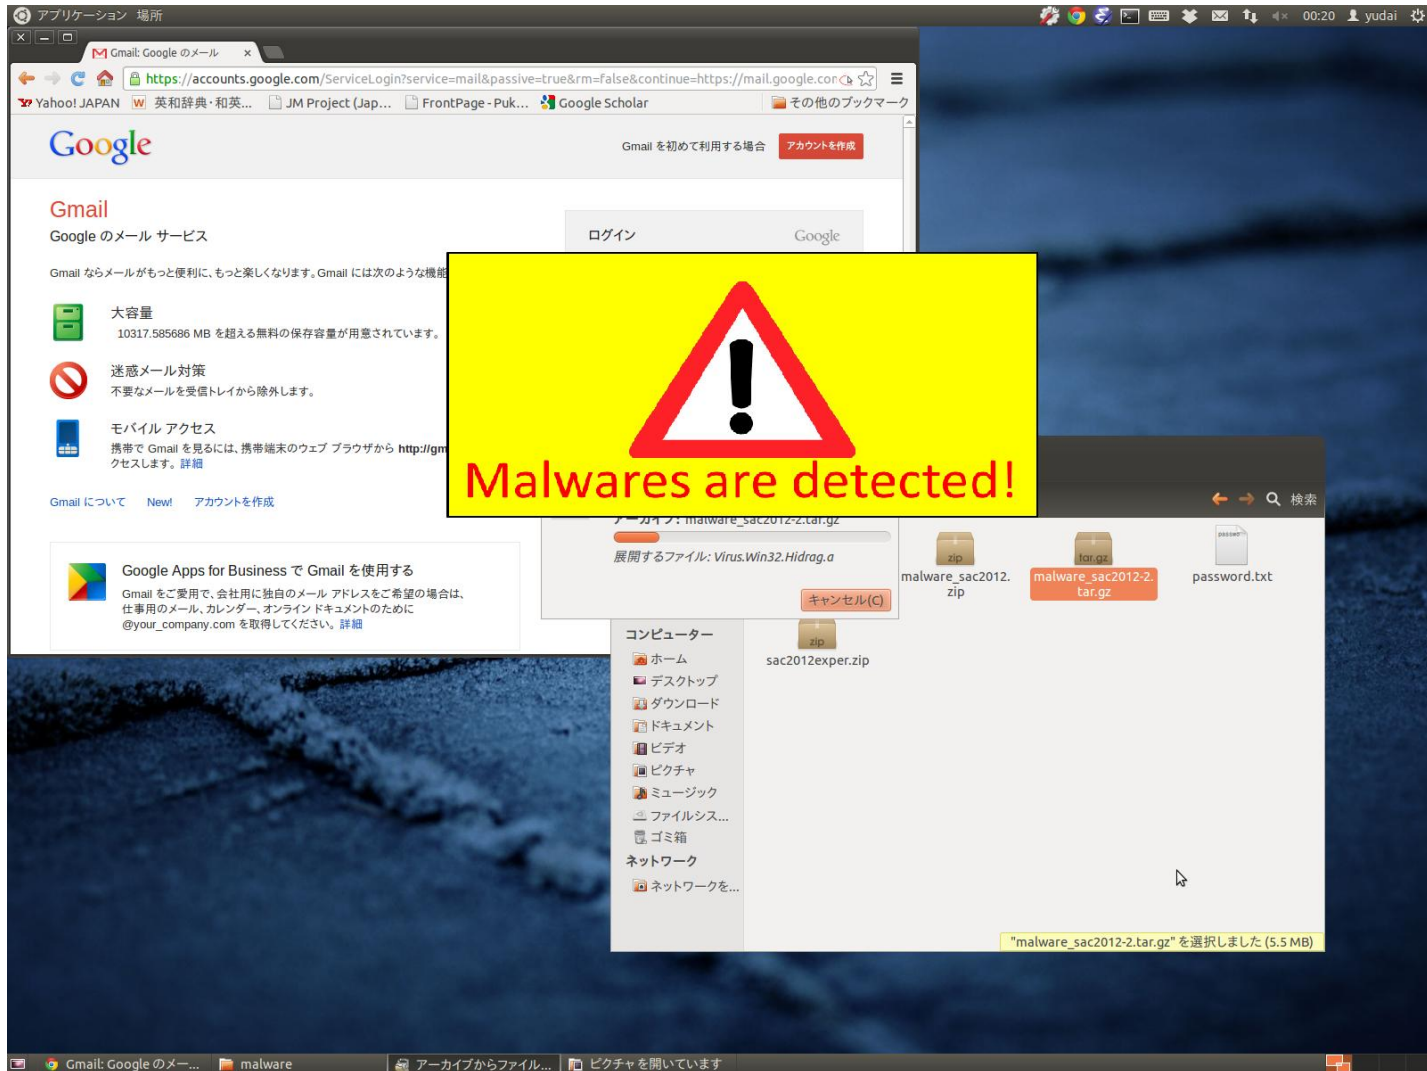 アプリケーション 場所
00:20 yudai
Gmail: Google のメール
https://accounts.google.com/ServiceLogin?service=mail&passive=true&rm=false&continue=https://mail.google.con
Yahoo! JAPAN 英和辞典・和英... JM Project (Jap... FrontPage - Puk... Google Scholar その他のブックマーク
Google
Gmail を初めて利用する場合 アカウントを作成
Gmail
Google のメール サービス
ログイン Google
Gmail ならメールがもっと便利に、もっと楽しくなります。Gmail には次のような機能
大容量
10317.585686 MB を超える無料の保存容量が用意されています。
迷惑メール対策
不要なメールを受信トレイから除外します。
モバイル アクセス
携帯で Gmail を見るには、携帯端末のウェブ ブラウザから http://gm
クセスします。詳細
Gmail について New! アカウントを作成
Malwares are detected!
検索
アーカイブ: malware_sac2012-2.tar.gz
展開するファイル: Virus.Win32.Hidrag.a
キャンセル(C)
Google Apps for Business で Gmail を使用する
Gmail をご愛用で、会社用に独自のメール アドレスをご希望の場合は、
仕事用のメール、カレンダー、オンライン ドキュメントのために
@your_company.com を取得してください。詳細
zip
malware_sac2012.
zip
tar.gz
malware_sac2012-2.
tar.gz
password.txt
zip
sac2012exper.zip
コンピューター
ホーム
デスクトップ
ダウンロード
ドキュメント
ビデオ
ピクチャ
ミュージック
ファイルシス...
ゴミ箱
ネットワーク
ネットワークを...
"malware_sac2012-2.tar.gz" を選択しました (5.5 MB)
Gmail: Google のメー... malware アーカイブからファイル... ピクチャを開いています